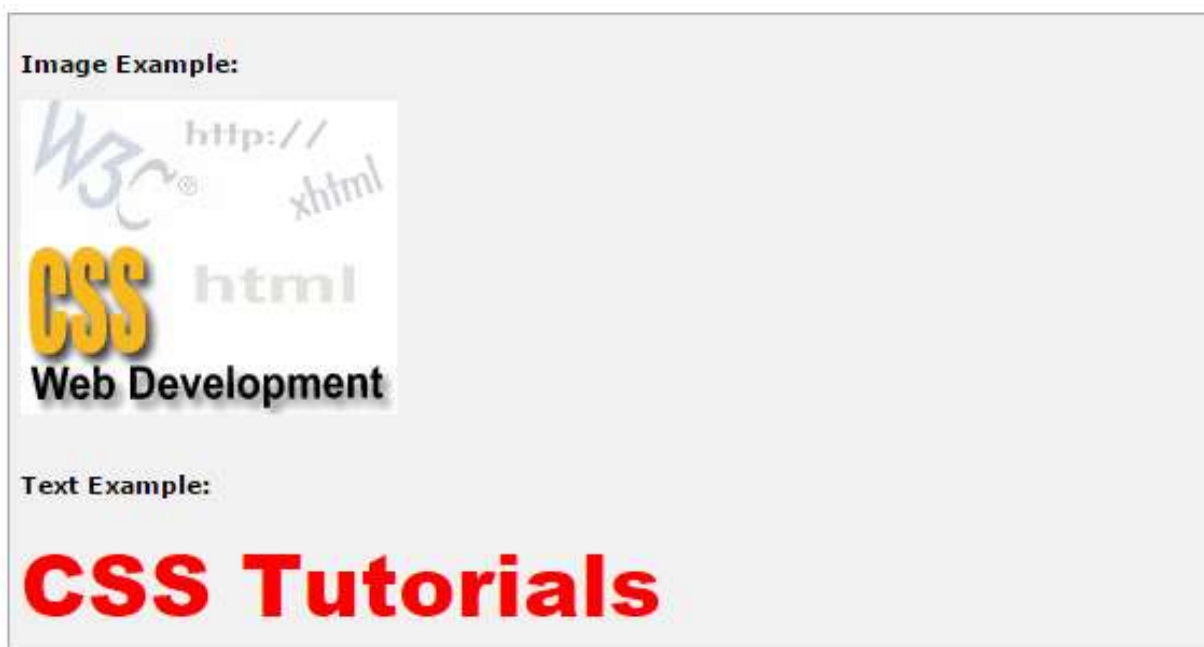 Image Example:
W3C®
http://
xhtml
CSS
html
Web Development
Text Example:
CSS Tutorials